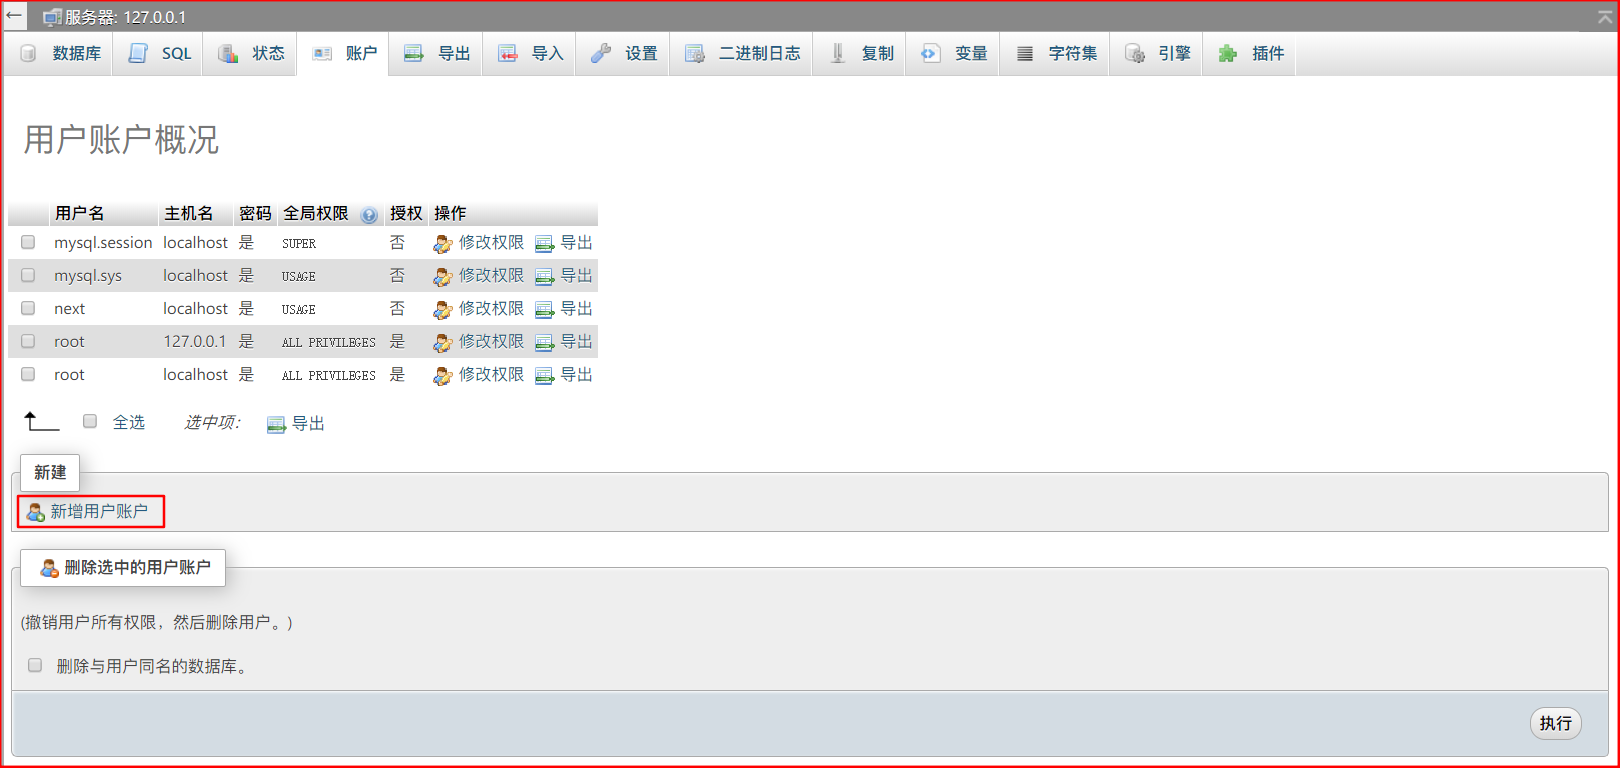 服务器: 127.0.0.1
数据库 SQL 状态 账户 导出 导入 设置 二进制日志 复制 变量 字符集 引擎 插件
用户账户概况
用户名 主机名 密码 全局权限 授权 操作
mysql.session localhost 是 SUPER 否 修改权限 导出
mysql.sys localhost 是 USAGE 否 修改权限 导出
next localhost 是 USAGE 否 修改权限 导出
root 127.0.0.1 是 ALL PRIVILEGES 是 修改权限 导出
root localhost 是 ALL PRIVILEGES 是 修改权限 导出
全选 选中项: 导出
新建
新增用户账户
删除选中的用户账户
(撤销用户所有权限，然后删除用户。)
删除与用户同名的数据库。
执行